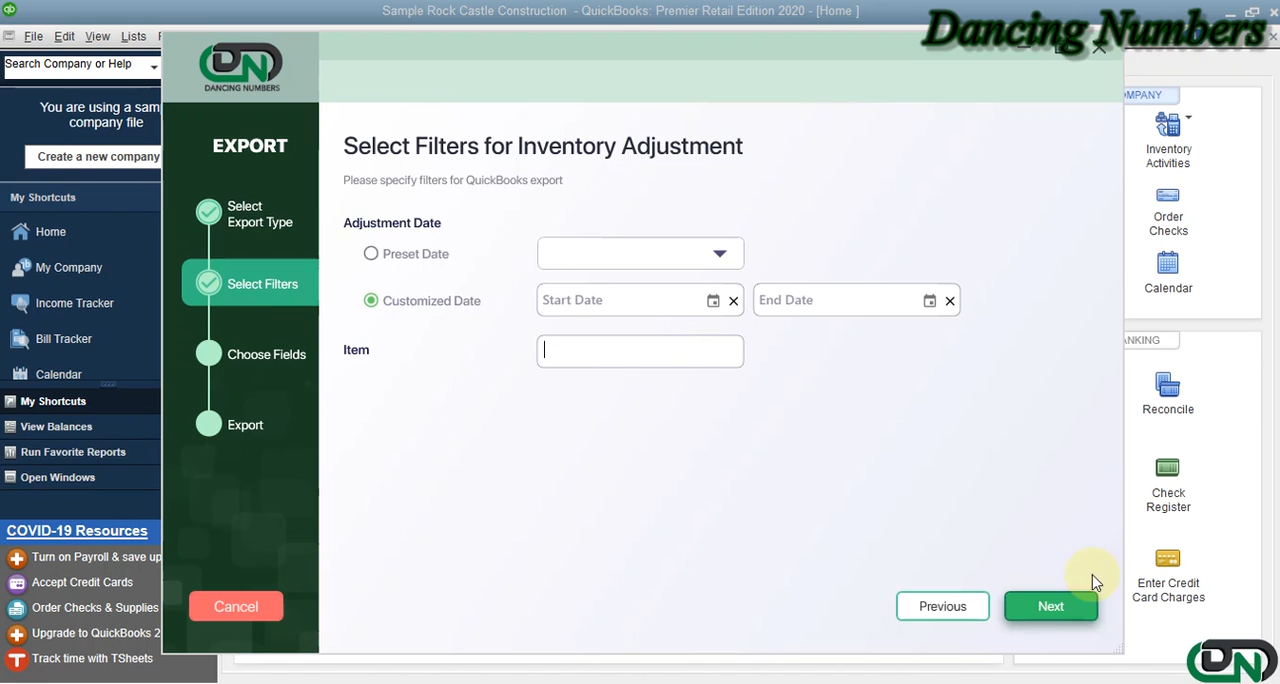 Sample Rock Castle Construction - QuickBooks: Premier Retail Edition 2020 - [Home ]
Dancing Numbers
File Edit View Lists
Search Company or Help
You are using a sam
company file
Create a new company
My Shortcuts
Home
My Company
Income Tracker
Bill Tracker
Calendar
My Shortcuts
View Balances
Run Favorite Reports
Open Windows
COVID-19 Resources
Turn on Payroll & save up
Accept Credit Cards
Order Checks & Supplies
Upgrade to QuickBooks 2
Track time with TSheets
DN
DANCING NUMBERS
EXPORT
Select
Export Type
Select Filters
Choose Fields
Export
Cancel
Select Filters for Inventory Adjustment
Please specify filters for QuickBooks export
Adjustment Date
Preset Date
Customized Date
Start Date
End Date
Item
Previous
Next
OMPANY
Inventory
Activities
Order
Checks
Calendar
ANKING
Reconcile
Check
Register
Enter Credit
Card Charges
DN